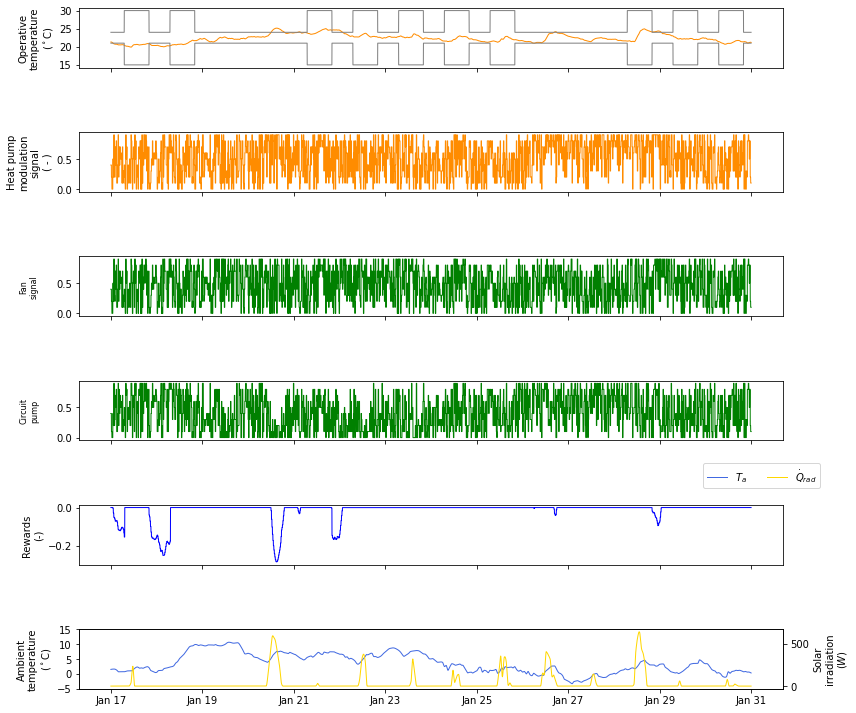 Operative
temperature
(°C)
30
25
20
15
Heat pump
modulation
signal
( - )
0.5
0.0
Fan
signal
0.5
0.0
Circuit
pump
0.5
0.0
T_a Q̇_rad
Rewards
(-)
0.0
−0.2
Ambient
temperature
(°C)
15
10
5
0
−5
500
0
Solar
irradiation
(W)
Jan 17 Jan 19 Jan 21 Jan 23 Jan 25 Jan 27 Jan 29 Jan 31